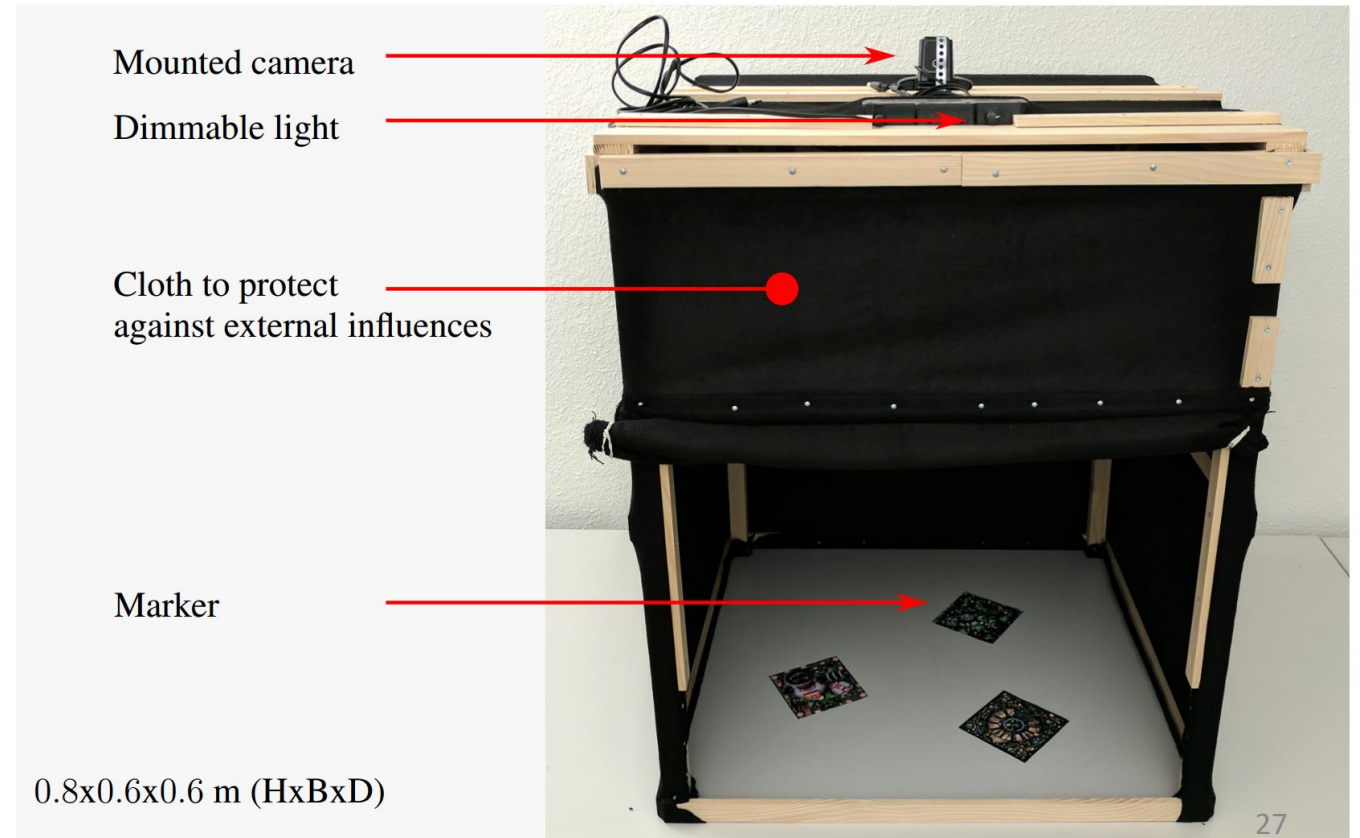 Mounted camera
Dimmable light
Cloth to protect
against external influences
Marker
0.8x0.6x0.6 m (HxBxD)
27